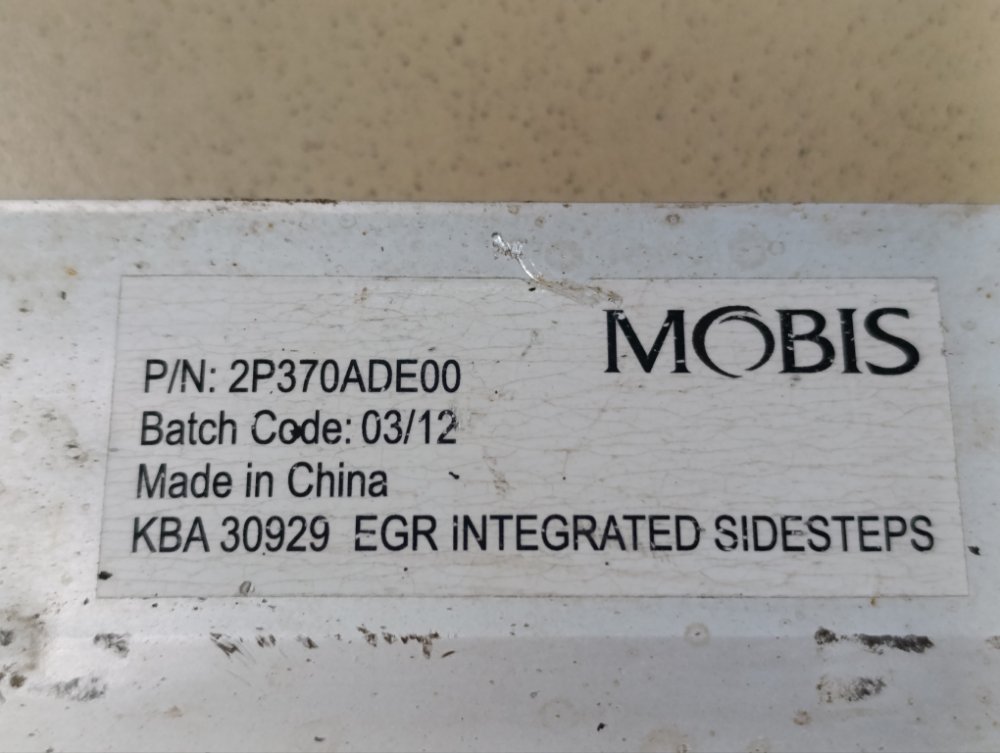 MOBIS
P/N: 2P370ADE00
Batch Code: 03/12
Made in China
KBA 30929 EGR INTEGRATED SIDESTEPS